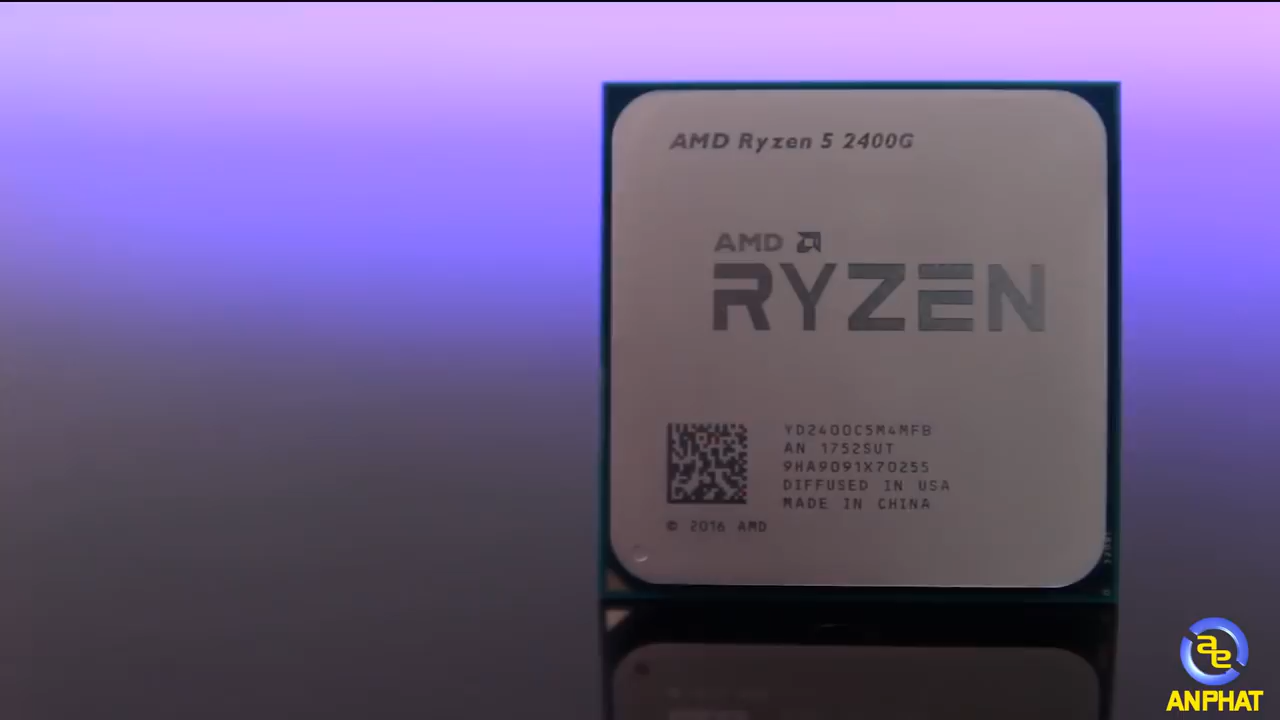 AMD Ryzen 5 2400G
AMD
RYZEN
YD2400C5M4MFB
AN 1752SUT
9HA9091X70255
DIFFUSED IN USA
MADE IN CHINA
© 2016 AMD
ae
ANPHAT